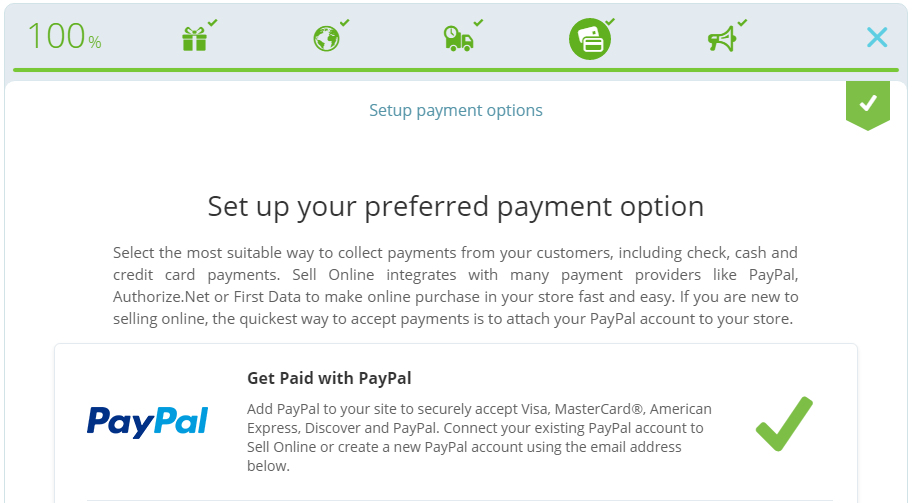 100%
Setup payment options
Set up your preferred payment option
Select the most suitable way to collect payments from your customers, including check, cash and
credit card payments. Sell Online integrates with many payment providers like PayPal,
Authorize.Net or First Data to make online purchase in your store fast and easy. If you are new to
selling online, the quickest way to accept payments is to attach your PayPal account to your store.
Get Paid with PayPal
PayPal
Add PayPal to your site to securely accept Visa, MasterCard®, American
Express, Discover and PayPal. Connect your existing PayPal account to
Sell Online or create a new PayPal account using the email address
below.